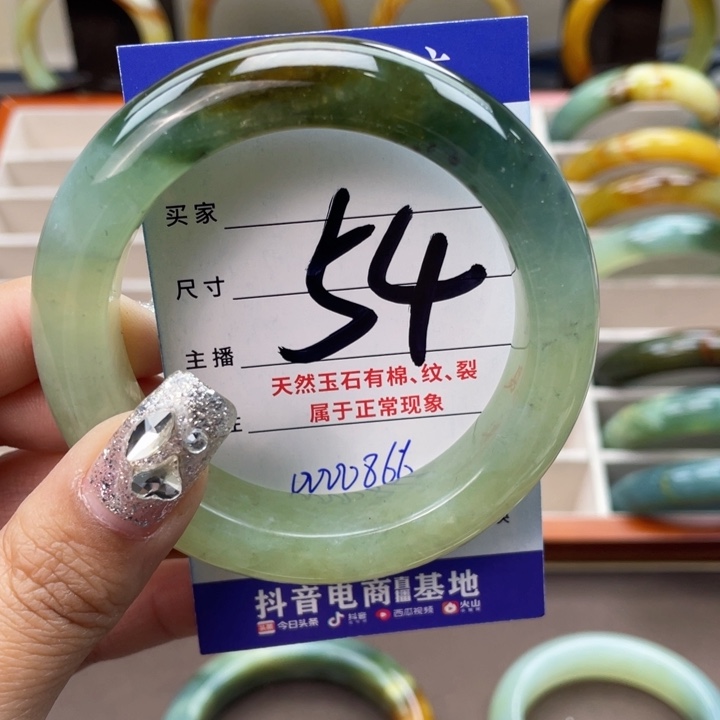 买家
54
尺寸
主播
天然玉石有棉、纹、裂
属于正常现象
注
0000866
抖音电商直播基地
今日头条 抖音 西瓜视频 火山